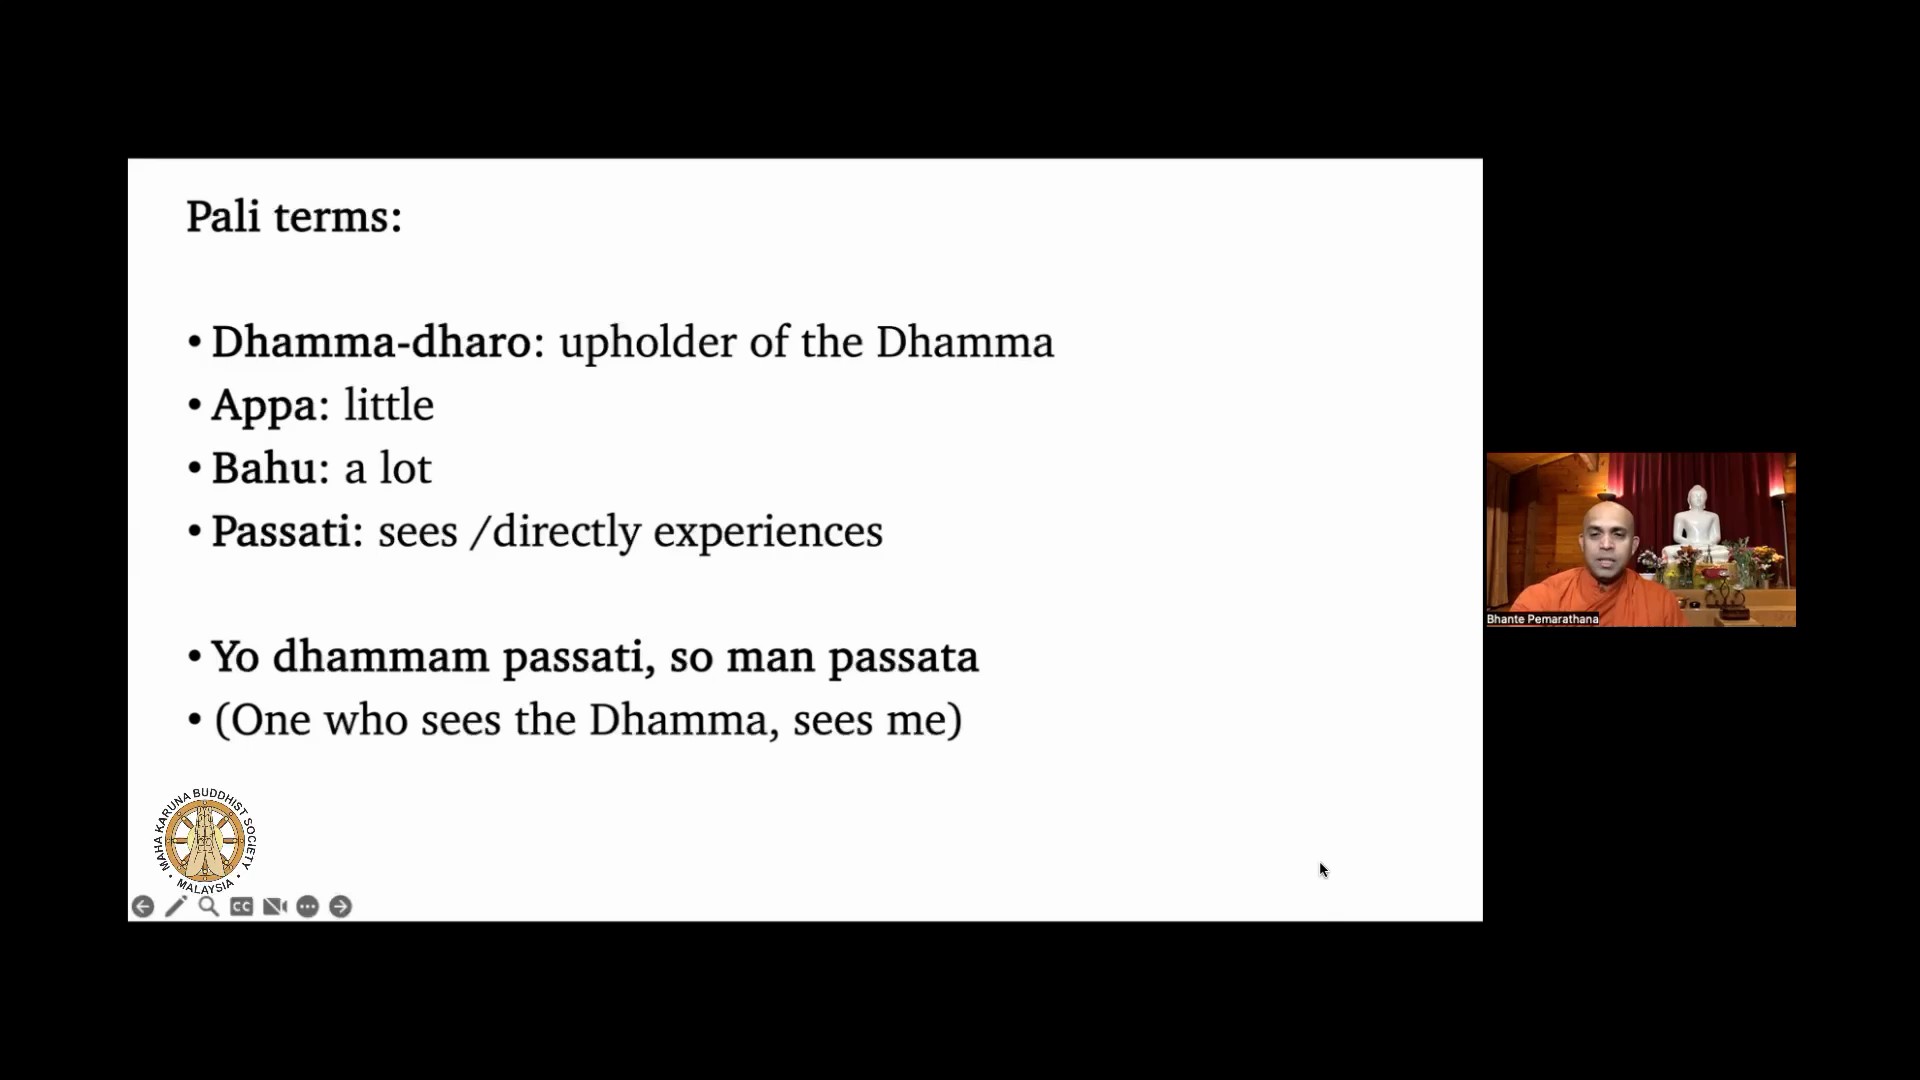 Pali terms:
• Dhamma-dharo: upholder of the Dhamma
• Appa: little
• Bahu: a lot
• Passati: sees /directly experiences
• Yo dhammam passati, so man passata
• (One who sees the Dhamma, sees me)
MAHA KARUNA BUDDHIST SOCIETY
• MALAYSIA •
CC
Bhante Pemarathana